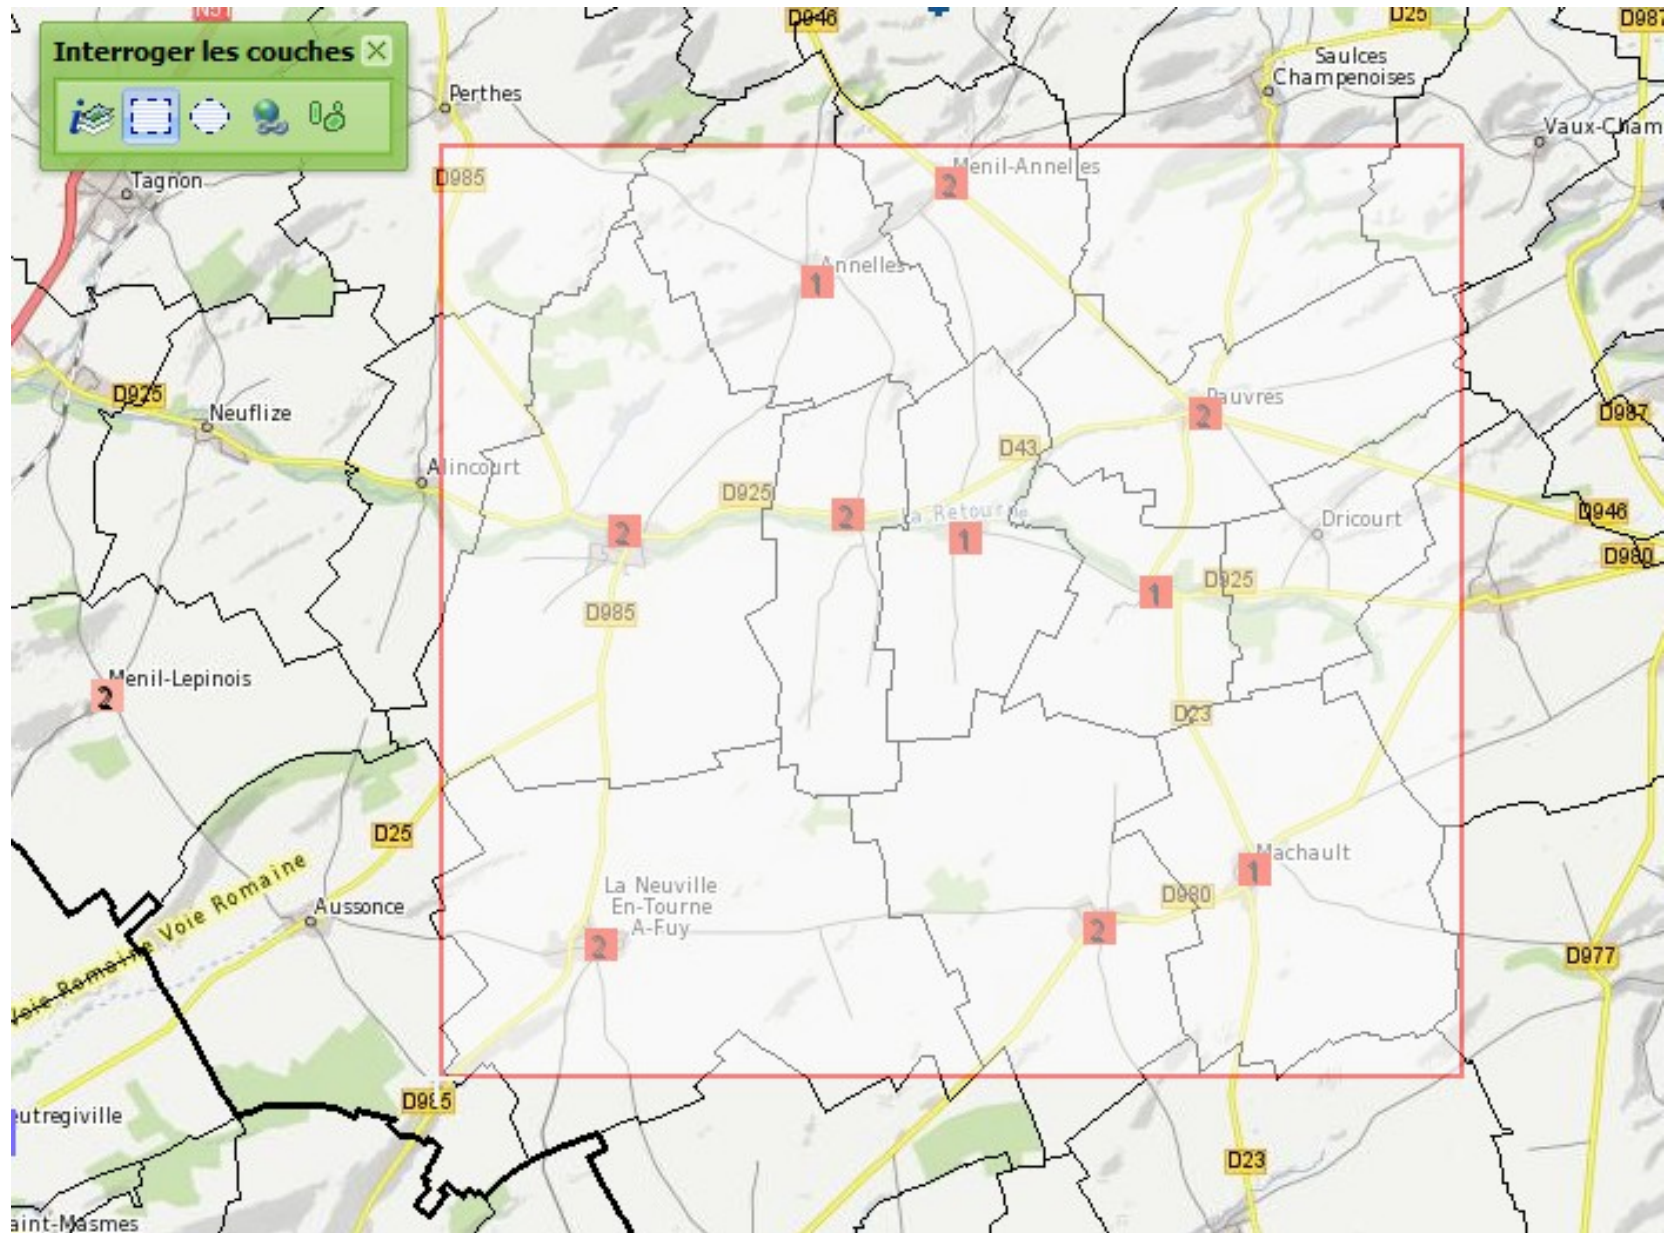 N51
D946
D25
D987
Interroger les couches
Saulces
Champenoises
Perthes
Vaux-Cham
Tagnon
D985
2
Menil-Annelles
1
Annelles
D925
Neuflize
2
Pauvres
D987
D43
Alincourt
D925
2
2
La Retourne
1
Dricourt
D946
D980
1
D925
D985
2
Menil-Lepinois
D23
D25
1
Machault
La Neuville
En-Tourne
A-Fuy
2
D980
2
Aussonce
Voie Romaine
Voie Romaine
D977
D985
eutregiville
D23
aint-Masmes